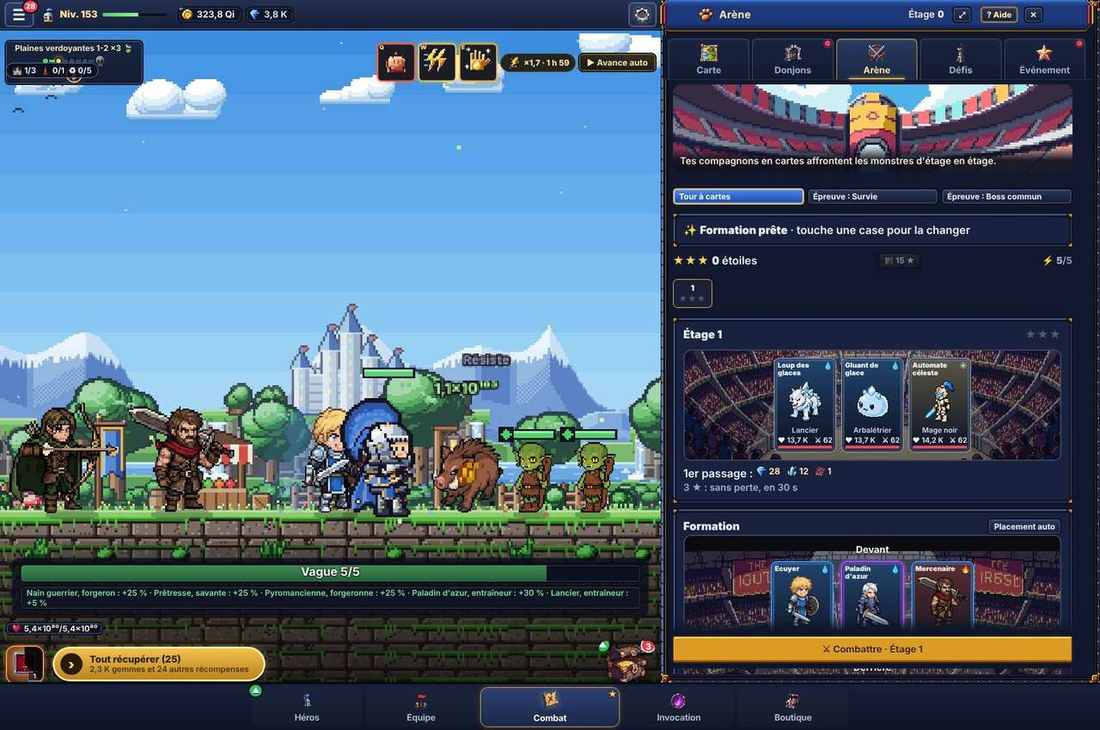 28
Niv. 153
323,8 Qi
3,8 K
Plaines verdoyantes 1-2 ×3
1/3 0/1 0/5
×1,7 · 1 h 59
Avance auto
Résiste
Vague 5/5
Nain guerrier, forgeron : +25 % · Prêtresse, savante : +25 % · Pyromancienne, forgeronne : +25 % · Paladin d'azur, entraîneur : +30 % · Lancier, entraîneur :
+5 %
1
Tout récupérer (25)
2,3 K gemmes et 24 autres récompenses
3
Héros
Équipe
Combat
Invocation
Boutique
Arène
Étage 0
? Aide
Carte
Donjons
Arène
Défis
Événement
Tes compagnons en cartes affrontent les monstres d'étage en étage.
Tour à cartes
Épreuve : Survie
Épreuve : Boss commun
Formation prête · touche une case pour la changer
0 étoiles
15 ★
5/5
1
Étage 1
Loup des glaces
Gluant de glace
Automate céleste
Lancier
Arbalétrier
Mage noir
13,7 K 62
13,7 K 62
14,2 K 62
1er passage : 28 12 1
3 ★ : sans perte, en 30 s
Formation
Placement auto
Devant
Écuyer
Paladin d'azur
Mercenaire
Combattre · Étage 1